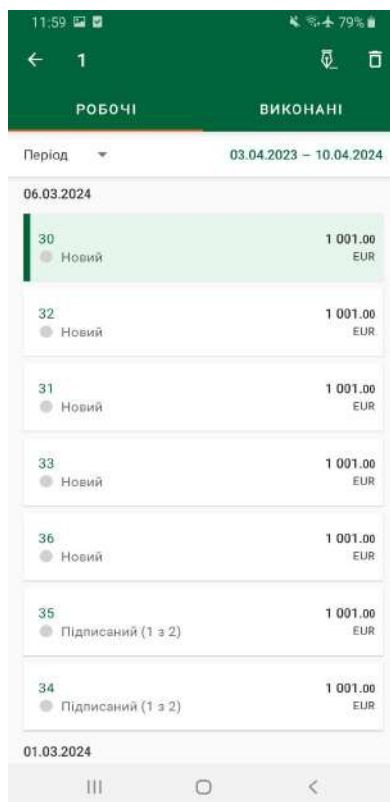 11:59 79%
1
РОБОЧІ ВИКОНАНІ
Період 03.04.2023 – 10.04.2024
06.03.2024
30 1 001.00
Новий EUR
32 1 001.00
Новий EUR
31 1 001.00
Новий EUR
33 1 001.00
Новий EUR
36 1 001.00
Новий EUR
35 1 001.00
Підписаний (1 з 2) EUR
34 1 001.00
Підписаний (1 з 2) EUR
01.03.2024